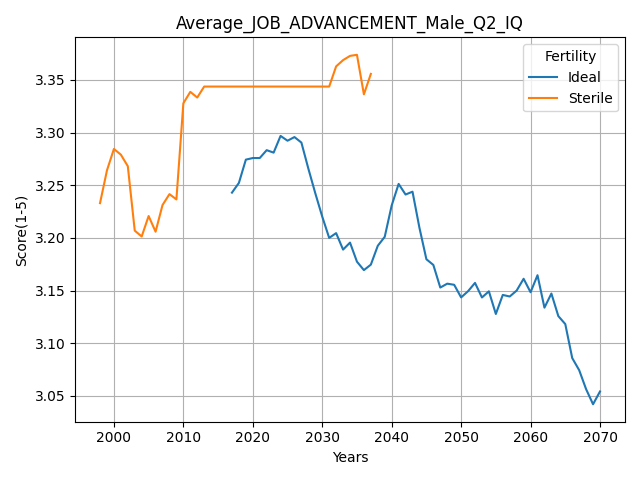 Average_JOB_ADVANCEMENT_Male_Q2_IQ
Fertility
Ideal
Sterile
Score(1-5)
3.35
3.30
3.25
3.20
3.15
3.10
3.05
2000 2010 2020 2030 2040 2050 2060 2070
Years